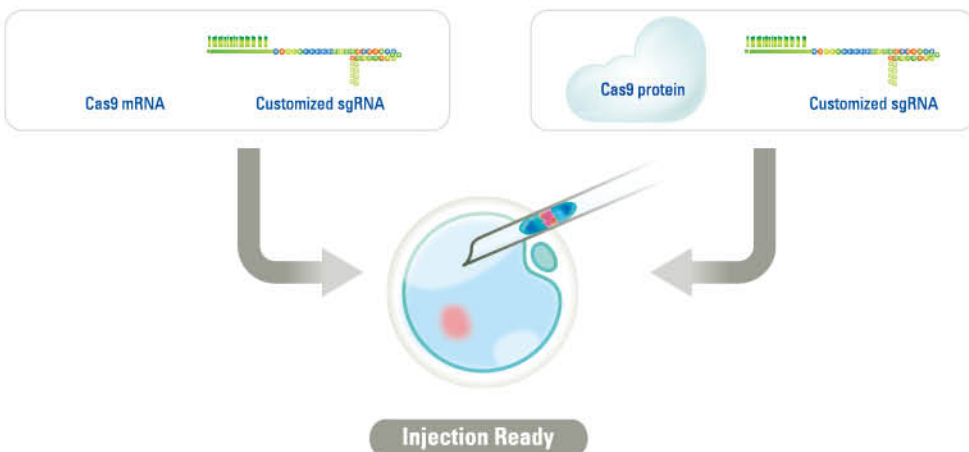 Cas9 mRNA
Customized sgRNA
Cas9 protein
Customized sgRNA
Injection Ready